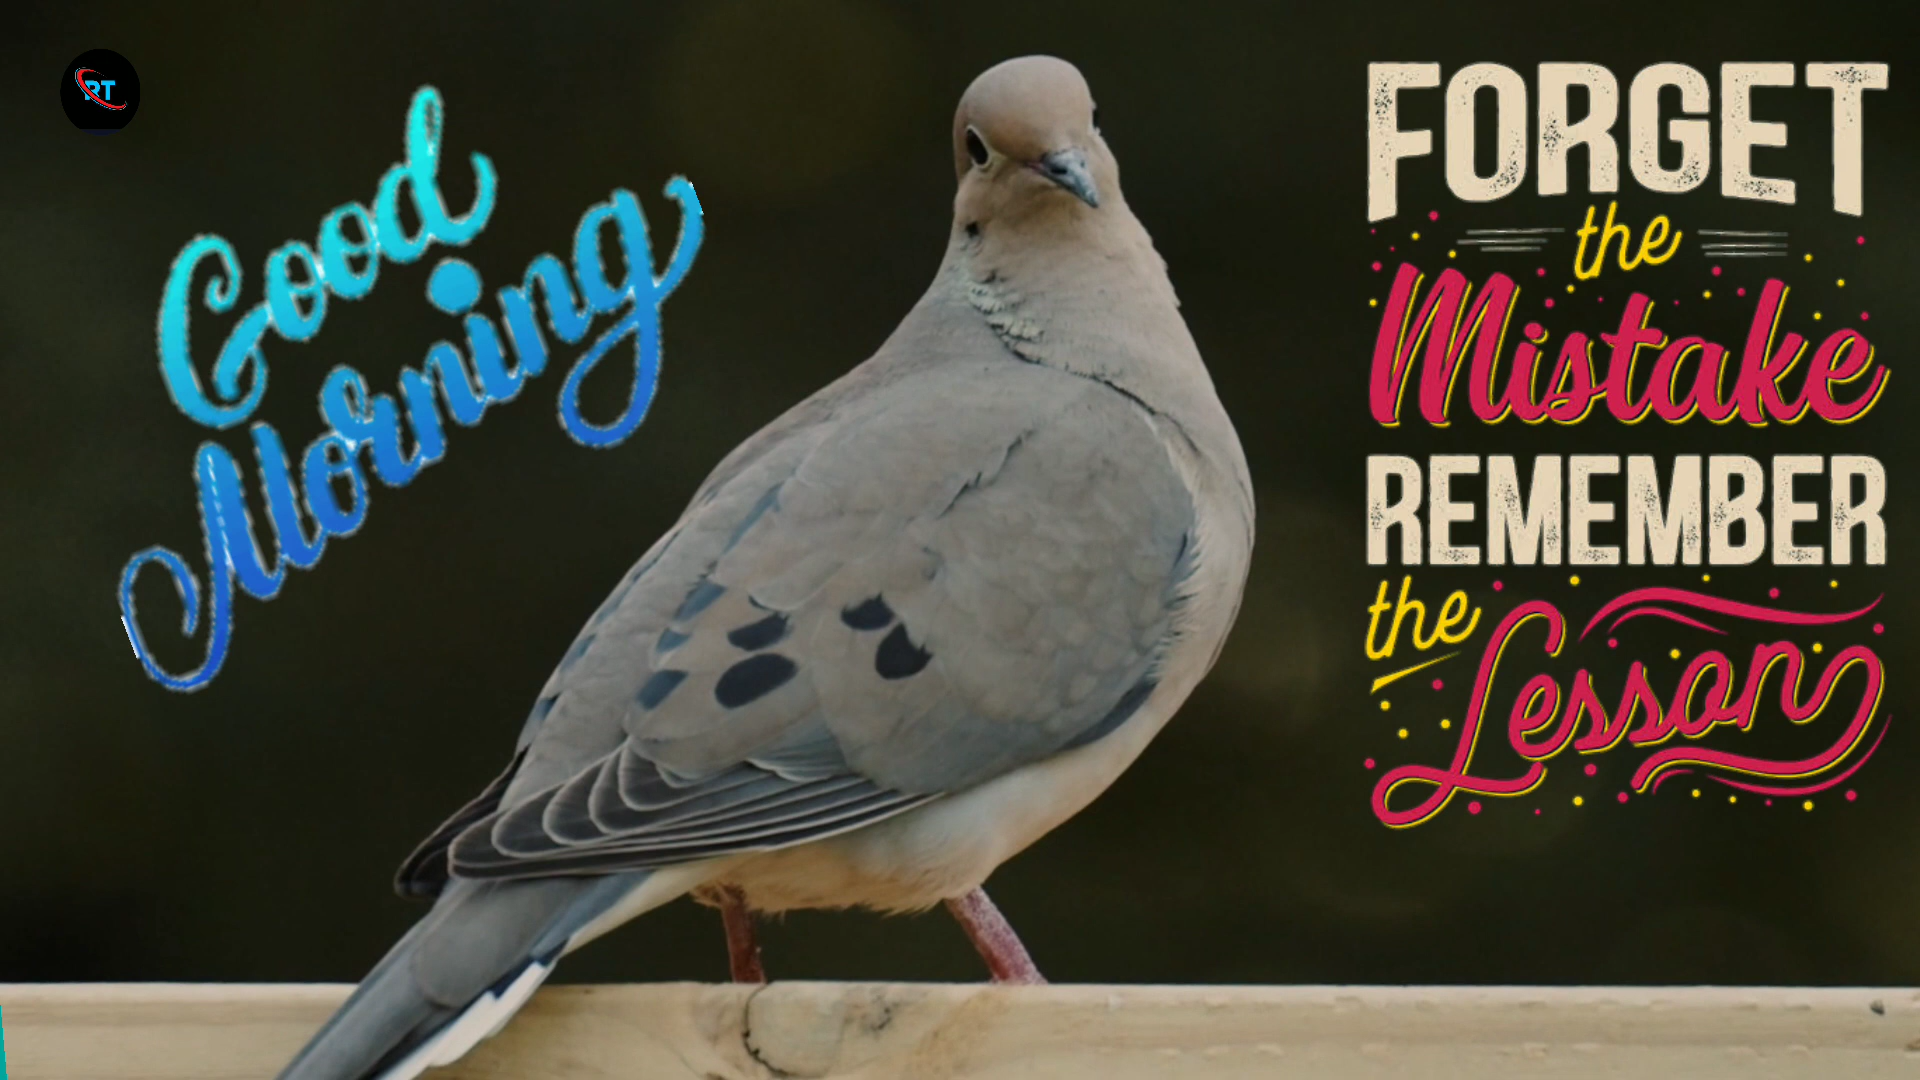 RT
Good
Morning
FORGET
the
Mistake
REMEMBER
the
Lesson